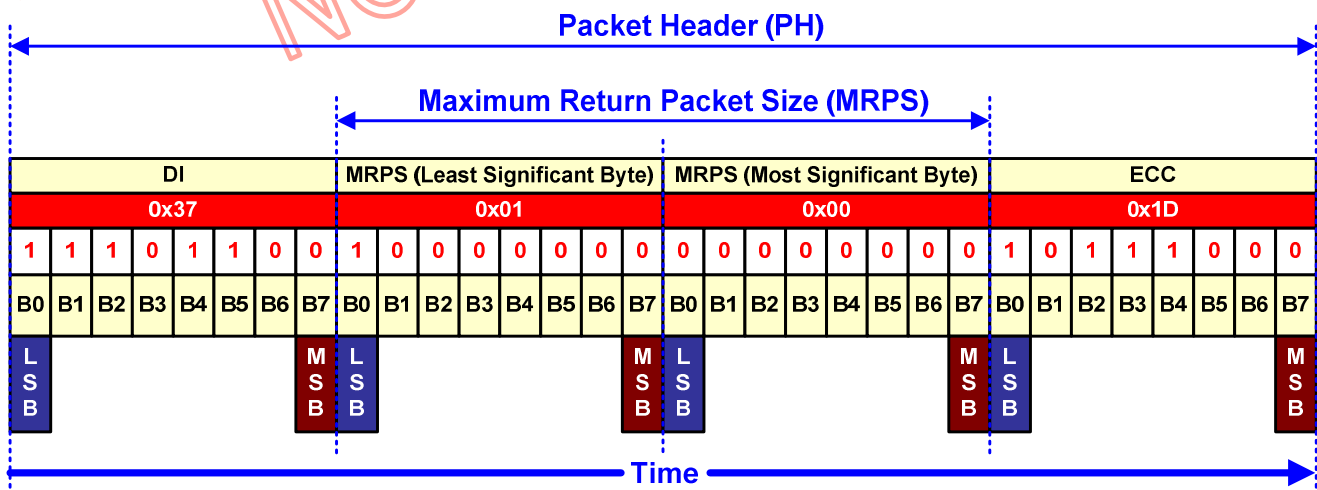 Packet Header (PH)
Maximum Return Packet Size (MRPS)
DI MRPS (Least Significant Byte) MRPS (Most Significant Byte) ECC
0x37 0x01 0x00 0x1D
1 1 1 0 1 1 0 0 1 0 0 0 0 0 0 0 0 0 0 0 0 0 0 0 1 0 1 1 1 0 0 0
B0 B1 B2 B3 B4 B5 B6 B7 B0 B1 B2 B3 B4 B5 B6 B7 B0 B1 B2 B3 B4 B5 B6 B7 B0 B1 B2 B3 B4 B5 B6 B7
LSB MSB LSB MSB LSB MSB LSB MSB
Time